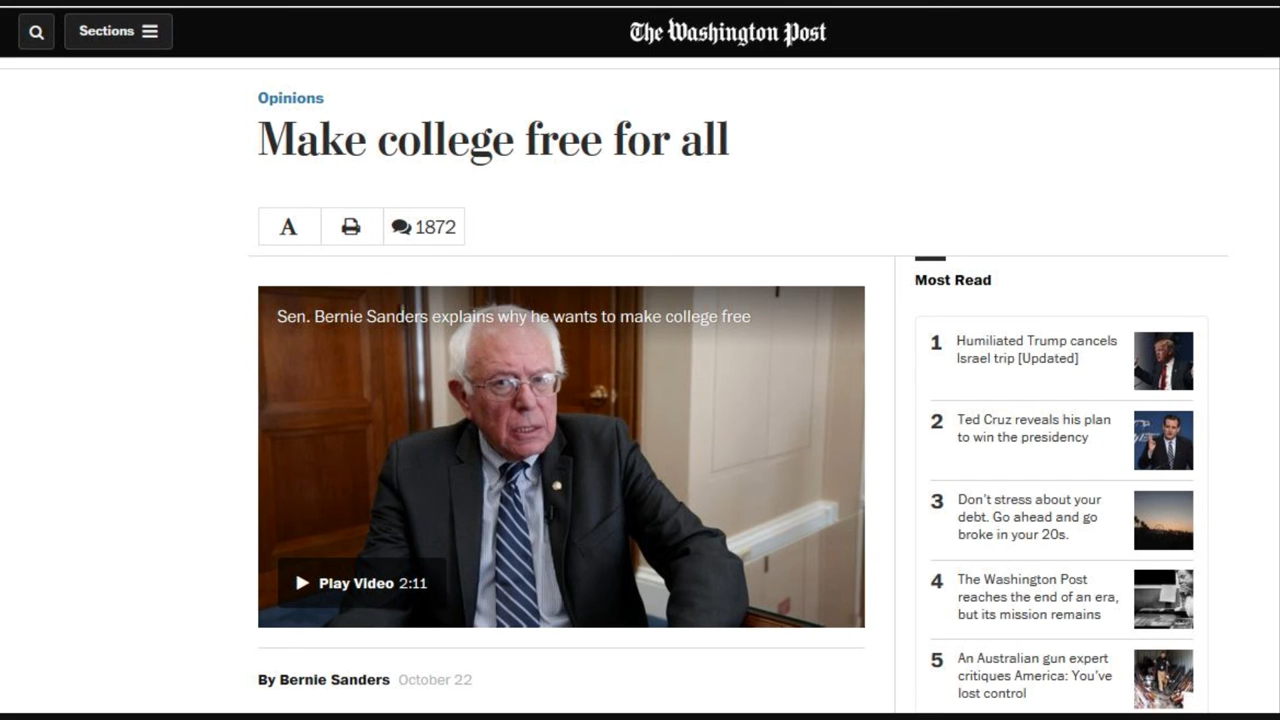 Sections
The Washington Post
Opinions
Make college free for all
A
1872
Sen. Bernie Sanders explains why he wants to make college free
Play Video 2:11
By Bernie Sanders October 22
Most Read
1 Humiliated Trump cancels
Israel trip [Updated]
2 Ted Cruz reveals his plan
to win the presidency
3 Don't stress about your
debt. Go ahead and go
broke in your 20s.
4 The Washington Post
reaches the end of an era,
but its mission remains
5 An Australian gun expert
critiques America: You've
lost control